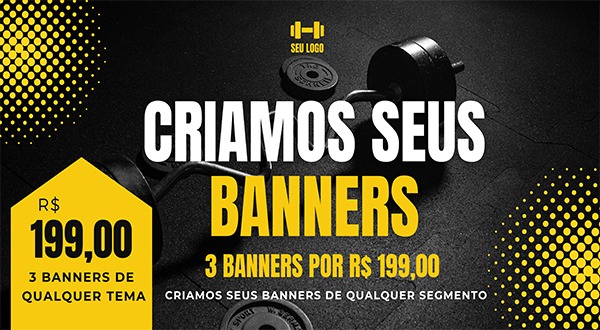 SEU LOGO
CRIAMOS SEUS
BANNERS
3 BANNERS POR R$ 199,00
CRIAMOS SEUS BANNERS DE QUALQUER SEGMENTO
R$
199,00
3 BANNERS DE
QUALQUER TEMA